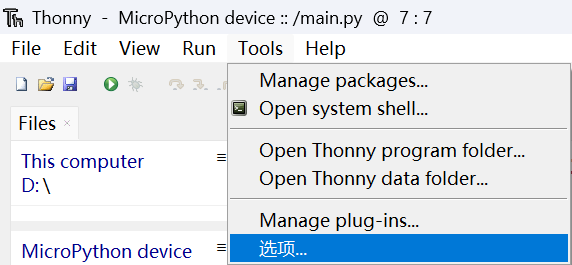 Thonny - MicroPython device :: /main.py @ 7 : 7
File Edit View Run Tools Help
Manage packages...
Open system shell...
Files ×
Open Thonny program folder...
This computer
D: \
Open Thonny data folder...
Manage plug-ins...
MicroPython device
选项...